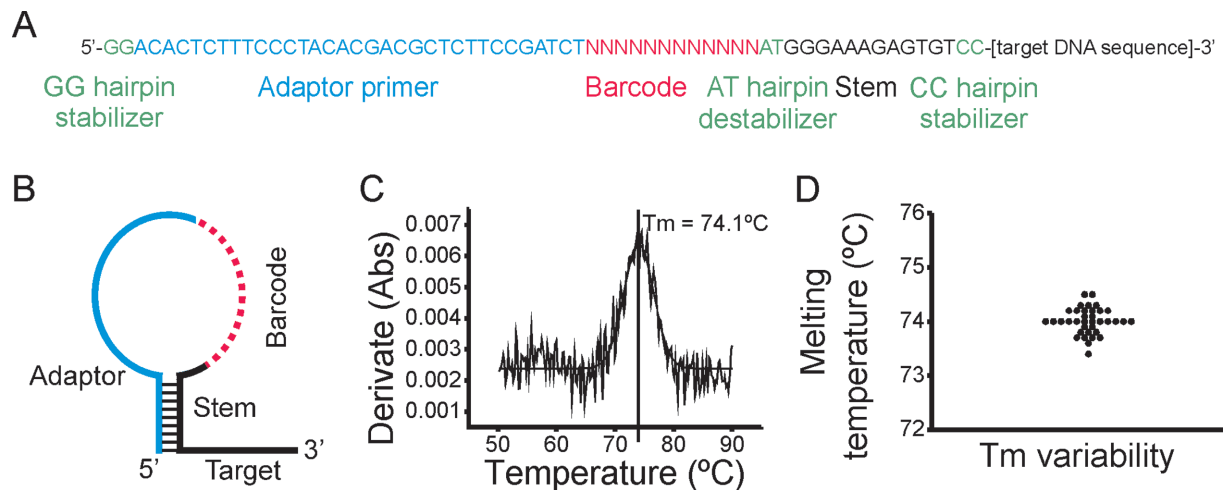 A
5'-GGACACTCTTTCCCTACACGACGCTCTTCCGATCTNNNNNNNNNNNNATGGGAAAGAGTGTCC-[target DNA sequence]-3'
GG hairpin
stabilizer
Adaptor primer
Barcode
AT hairpin
destabilizer
Stem
CC hairpin
stabilizer
B
Barcode
Adaptor
Stem
5'
Target
3'
C
Derivate (Abs)
0.007
0.006
0.005
0.004
0.003
0.002
0.001
Tm = 74.1ºC
50 60 70 80 90
Temperature (ºC)
D
Melting
temperature (ºC)
76
75
74
73
72
Tm variability